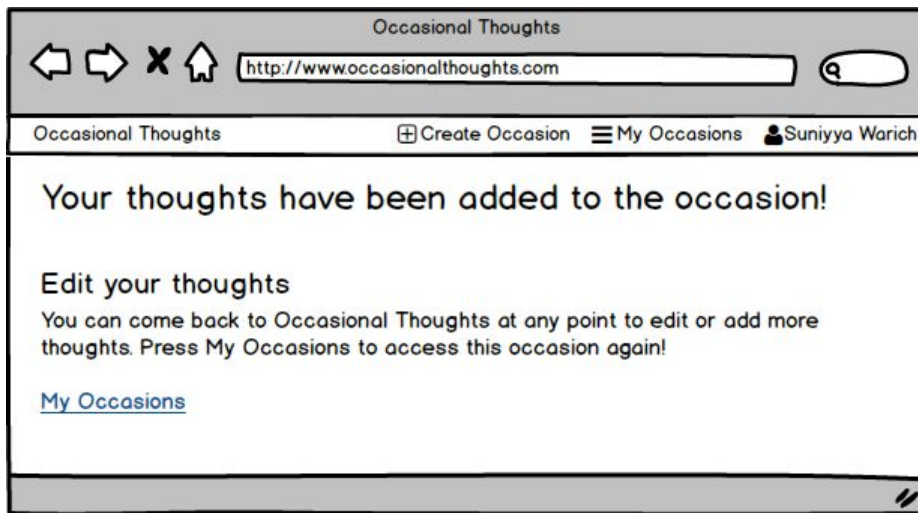 Occasional Thoughts
http://www.occasionalthoughts.com
Occasional Thoughts Create Occasion My Occasions Suniyya Warich
Your thoughts have been added to the occasion!
Edit your thoughts
You can come back to Occasional Thoughts at any point to edit or add more
thoughts. Press My Occasions to access this occasion again!
My Occasions